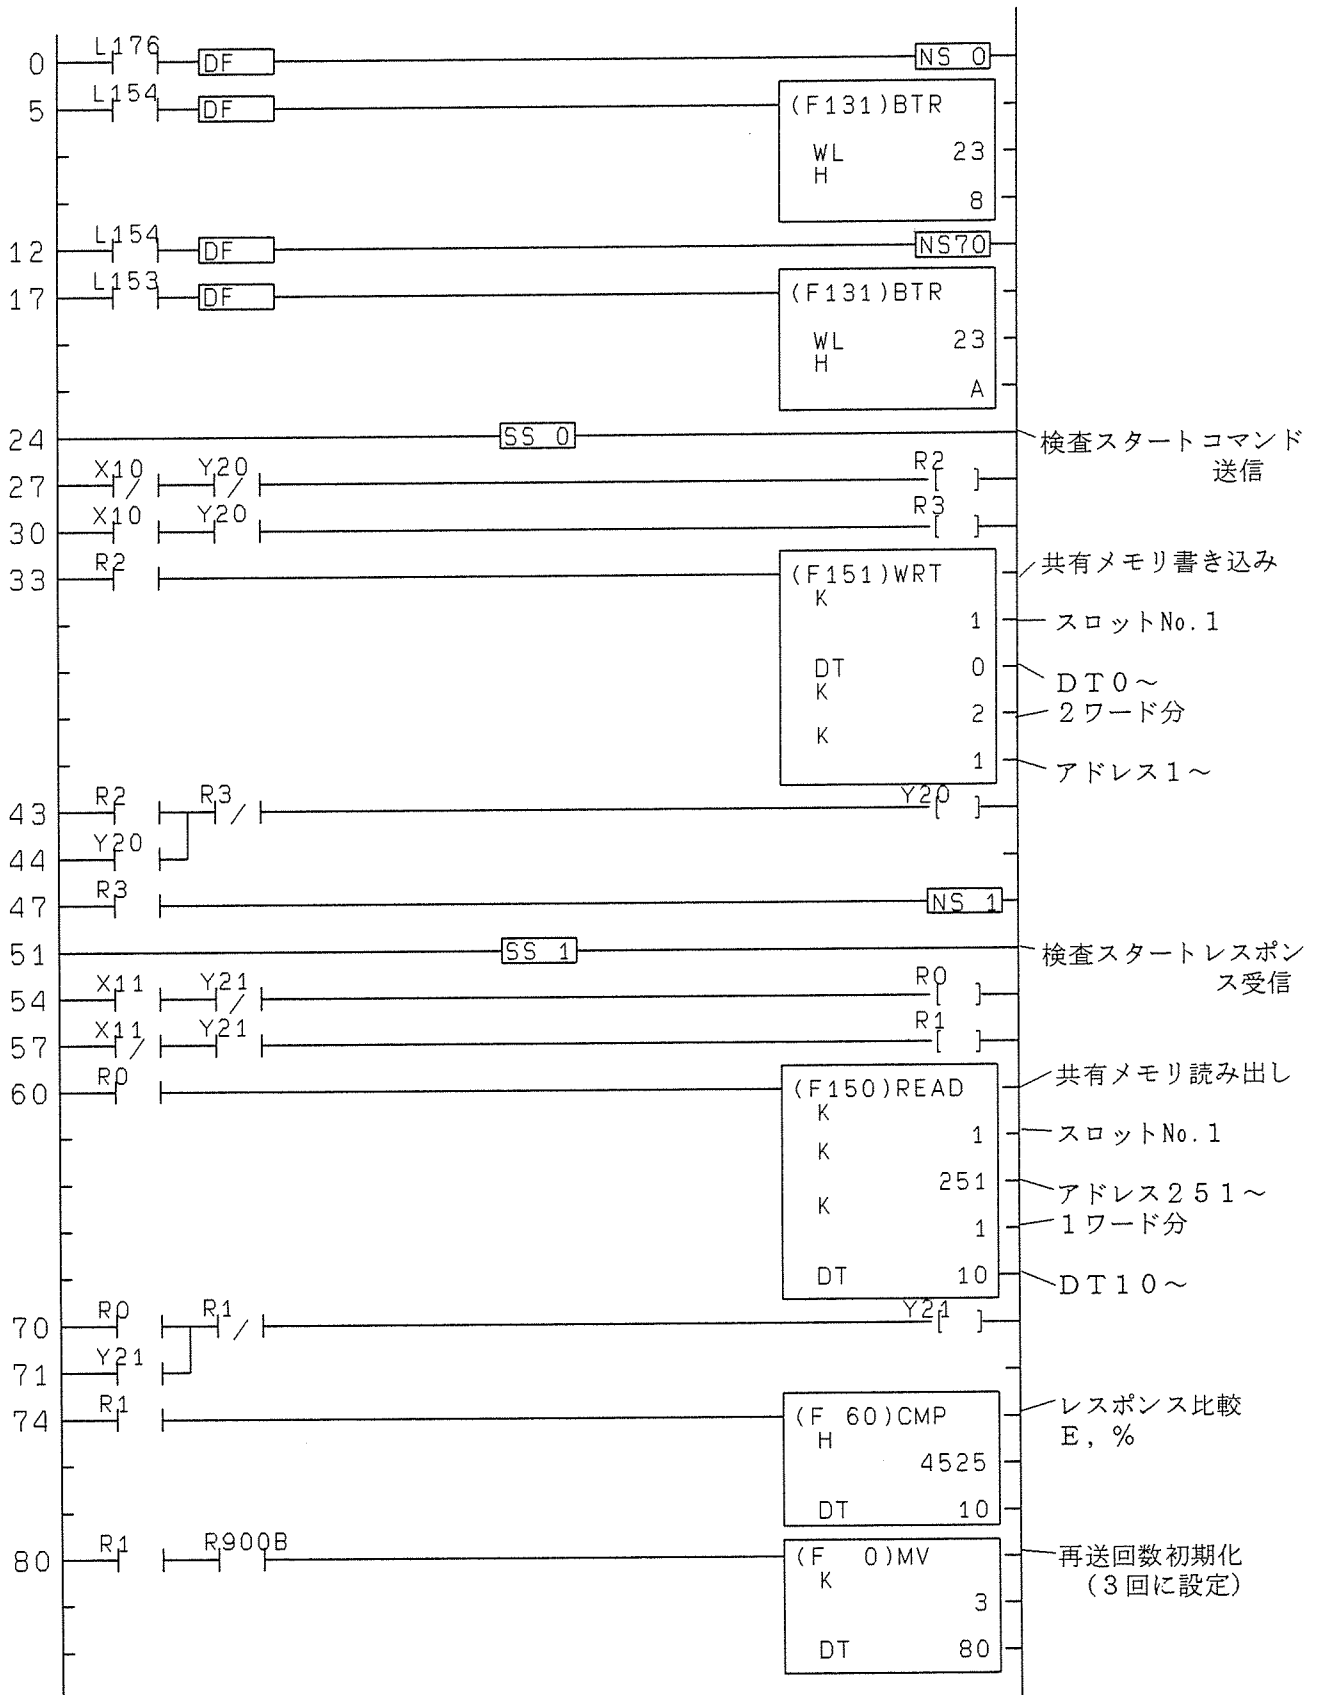 L176
0 DF NS 0
L154
5 DF (F131)BTR
WL 23
H
8
L154
12 DF NS70
L153
17 DF (F131)BTR
WL 23
H
A
24 SS 0 検査スタートコマンド
送信
X10 Y20 R2
27
X10 Y20 R3
30
R2
33 (F151)WRT 共有メモリ書き込み
K
1 スロットNo.1
DT 0 DT0～
K
2 2ワード分
K
1 アドレス1～
R2 R3 Y20
43
Y20
44
R3
47 NS 1
51 SS 1 検査スタートレスポン
ス受信
X11 Y21 R0
54
X11 Y21 R1
57
R0
60 (F150)READ 共有メモリ読み出し
K
1 スロットNo.1
K
251 アドレス251～
K
1 1ワード分
DT 10 DT10～
R0 R1 Y21
70
Y21
71
R1
74 (F 60)CMP レスポンス比較
H E,%
4525
DT 10
R1 R900B
80 (F 0)MV 再送回数初期化
K (3回に設定)
3
DT 80